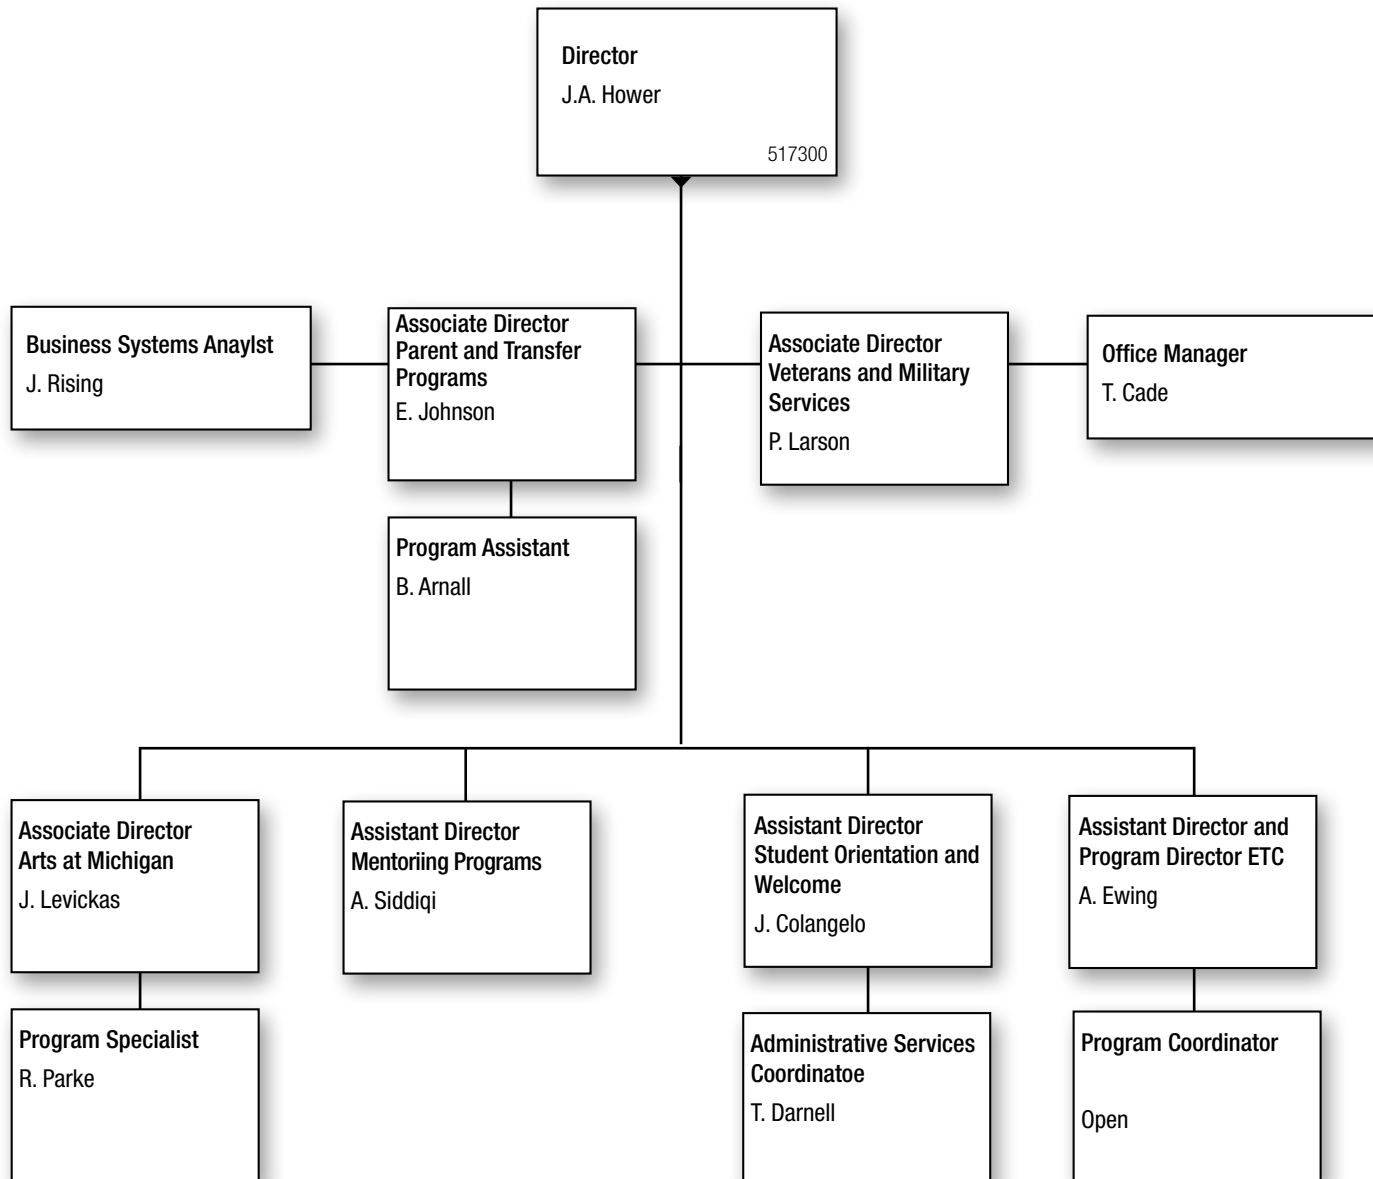 Director
J.A. Hower
517300
Business Systems Anaylst
J. Rising
Associate Director
Parent and Transfer
Programs
E. Johnson
Associate Director
Veterans and Military
Services
P. Larson
Office Manager
T. Cade
Program Assistant
B. Arnall
Associate Director
Arts at Michigan
J. Levickas
Assistant Director
Mentoriing Programs
A. Siddiqi
Assistant Director
Student Orientation and
Welcome
J. Colangelo
Assistant Director and
Program Director ETC
A. Ewing
Program Specialist
R. Parke
Administrative Services
Coordinatoe
T. Darnell
Program Coordinator
Open